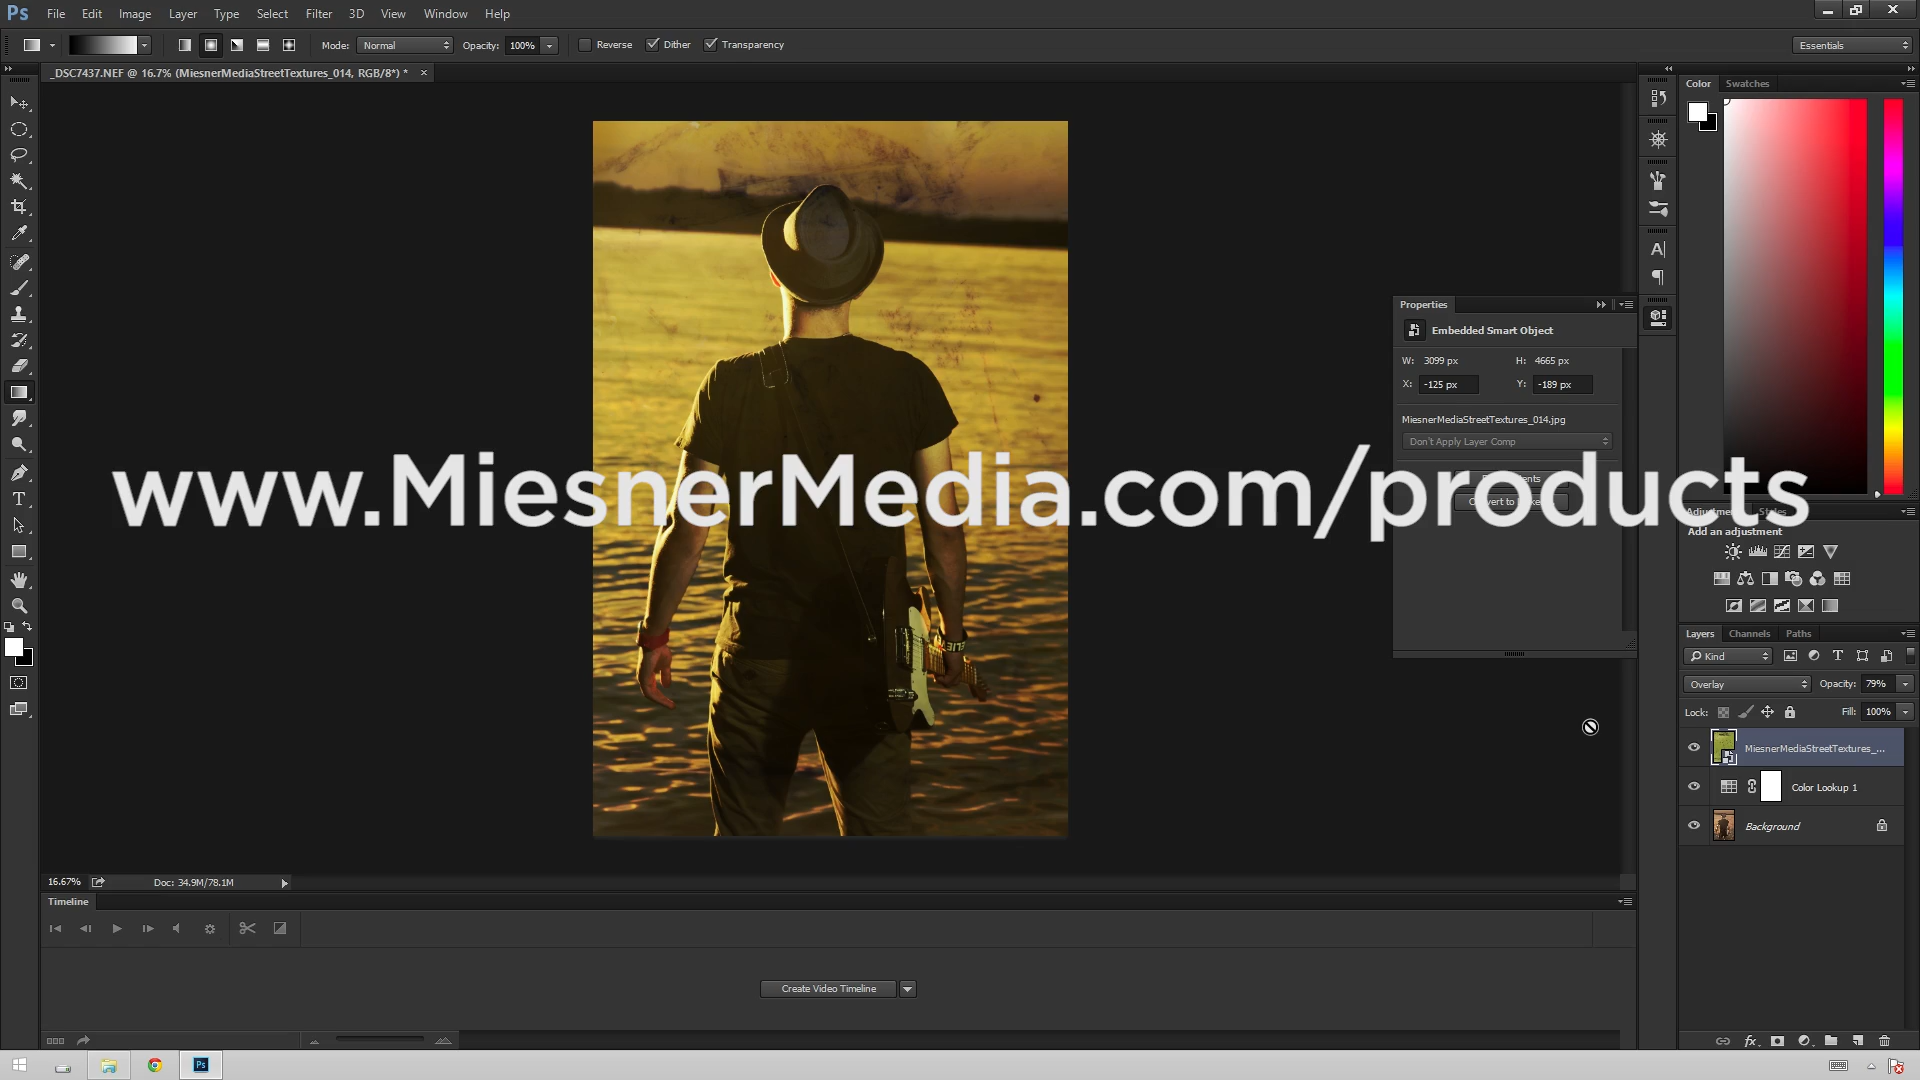 Ps File Edit Image Layer Type Select Filter 3D View Window Help
Mode: Normal Opacity: 100% Reverse Dither Transparency Essentials
_DSC7437.NEF @ 16.7% (MiesnerMediaStreetTextures_014, RGB/8*) * ×
Color Swatches
Properties
Embedded Smart Object
W: 3099 px H: 4665 px
X: -125 px Y: -189 px
MiesnerMediaStreetTextures_014.jpg
Don't Apply Layer Comp
www.MiesnerMedia.com/products
Styles
Add an adjustment
Layers Channels Paths
Kind
Overlay Opacity: 79%
Lock: Fill: 100%
MiesnerMediaStreetTextures_...
Color Lookup 1
Background
16.67% Doc: 34.9M/78.1M
Timeline
Create Video Timeline
fx
Ps